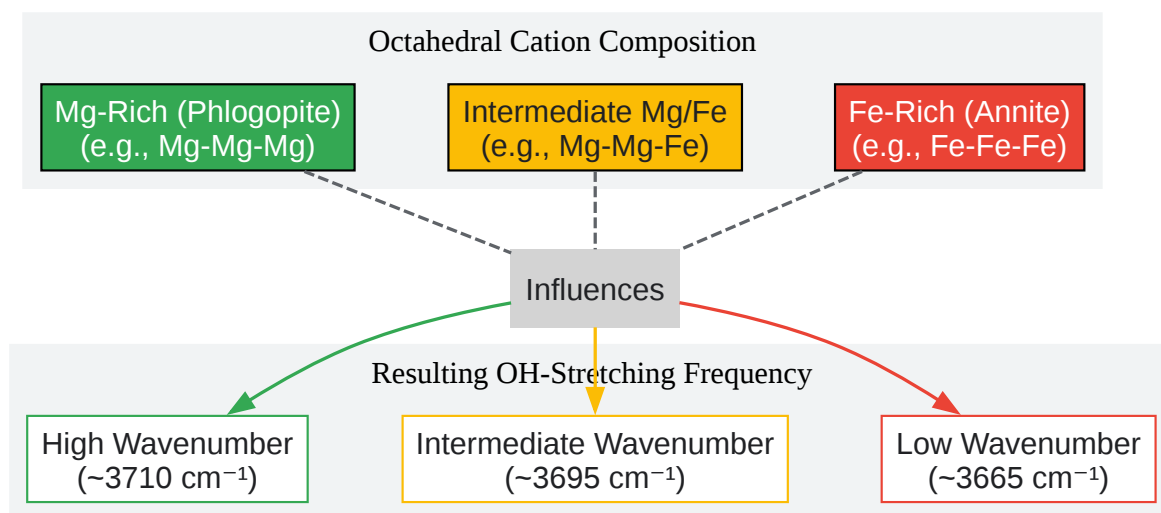 Octahedral Cation Composition
Mg-Rich (Phlogopite)
(e.g., Mg-Mg-Mg)
Intermediate Mg/Fe
(e.g., Mg-Mg-Fe)
Fe-Rich (Annite)
(e.g., Fe-Fe-Fe)
Influences
Resulting OH-Stretching Frequency
High Wavenumber
(~3710 cm⁻¹)
Intermediate Wavenumber
(~3695 cm⁻¹)
Low Wavenumber
(~3665 cm⁻¹)